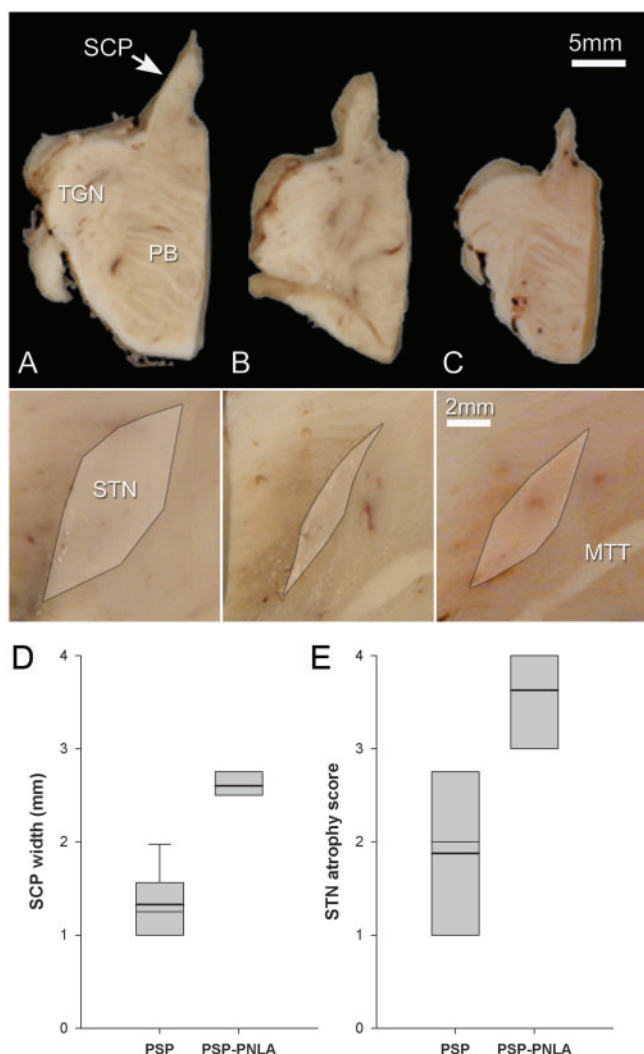 SCP
5mm
TGN
PB
A
B
C
2mm
STN
MTT
D
E
4
3
2
1
0
SCP width (mm)
PSP
PSP-PNLA
4
3
2
1
0
STN atrophy score
PSP
PSP-PNLA